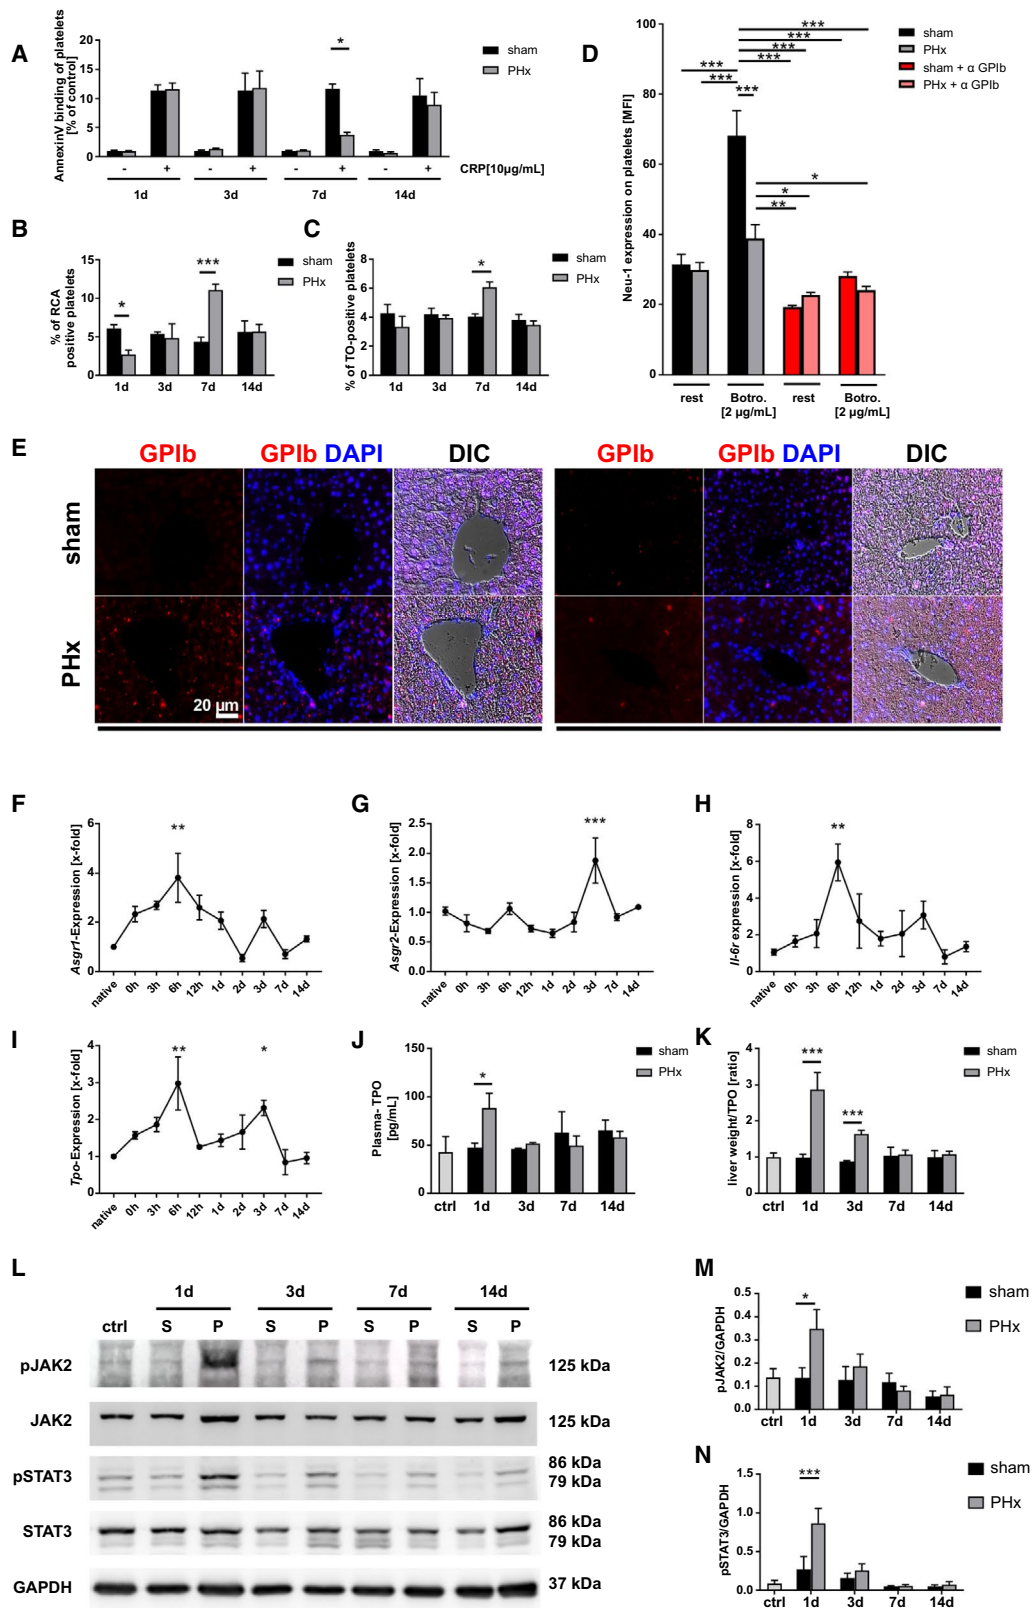 A
AnnexinV binding of platelets
[% of control]
20
15
10
5
0
*
sham
PHx
- + - + - + - +
CRP[10µg/mL]
1d 3d 7d 14d
B
% of RCA
positive platelets
15
10
5
0
*
***
sham
PHx
1d 3d 7d 14d
C
% of TO-positive platelets
8
6
4
2
0
*
sham
PHx
1d 3d 7d 14d
D
Neu-1 expression on platelets [MFI]
100
80
60
40
20
0
***
***
***
***
***
***
***
*
*
**
sham
PHx
sham + α GPIb
PHx + α GPIb
rest Botro. rest Botro.
[2 µg/mL] [2 µg/mL]
E
GPIb GPIb DAPI DIC GPIb GPIb DAPI DIC
sham
PHx
20 µm
F
Asgr1-Expression [x-fold]
6
4
2
0
**
native 0h 3h 6h 12h 1d 2d 3d 7d 14d
G
Asgr2-Expression [x-fold]
2.5
2.0
1.5
1.0
0.5
0.0
***
native 0h 3h 6h 12h 1d 2d 3d 7d 14d
H
Il-6r expression [x-fold]
8
6
4
2
0
**
native 0h 3h 6h 12h 1d 2d 3d 7d 14d
I
Tpo-Expression [x-fold]
4
3
2
1
0
**
*
native 0h 3h 6h 12h 1d 2d 3d 7d 14d
J
Plasma- TPO
[pg/mL]
150
100
50
0
*
sham
PHx
ctrl 1d 3d 7d 14d
K
liver weight/TPO [ratio]
4
3
2
1
0
***
***
sham
PHx
ctrl 1d 3d 7d 14d
L
1d 3d 7d 14d
ctrl S P S P S P S P
pJAK2 125 kDa
JAK2 125 kDa
pSTAT3 86 kDa
79 kDa
STAT3 86 kDa
79 kDa
GAPDH 37 kDa
M
pJAK2/GAPDH
0.5
0.4
0.3
0.2
0.1
0.0
*
sham
PHx
ctrl 1d 3d 7d 14d
N
pSTAT3/GAPDH
1.5
1.0
0.5
0.0
***
sham
PHx
ctrl 1d 3d 7d 14d